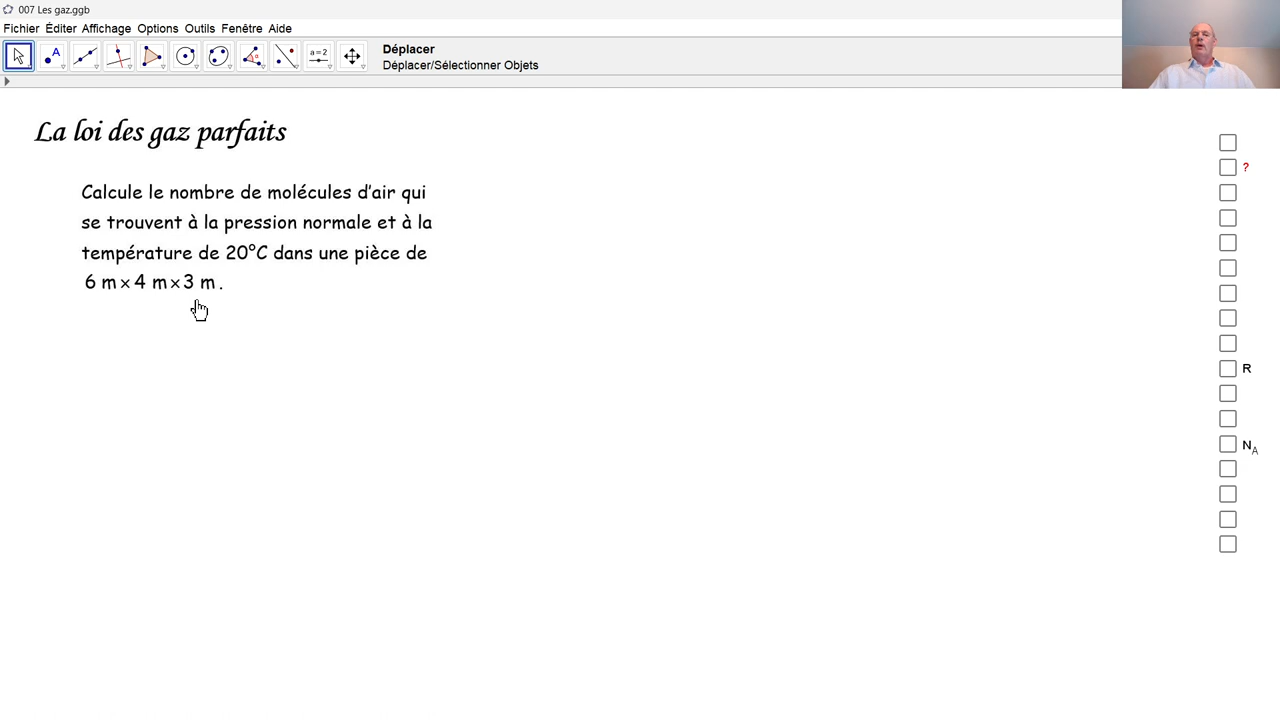 007 Les gaz.ggb
Fichier Éditer Affichage Options Outils Fenêtre Aide
A
a=2
Déplacer
Déplacer/Sélectionner Objets
La loi des gaz parfaits
Calcule le nombre de molécules d'air qui
se trouvent à la pression normale et à la
température de 20°C dans une pièce de
6 m × 4 m × 3 m .
?
R
N_A